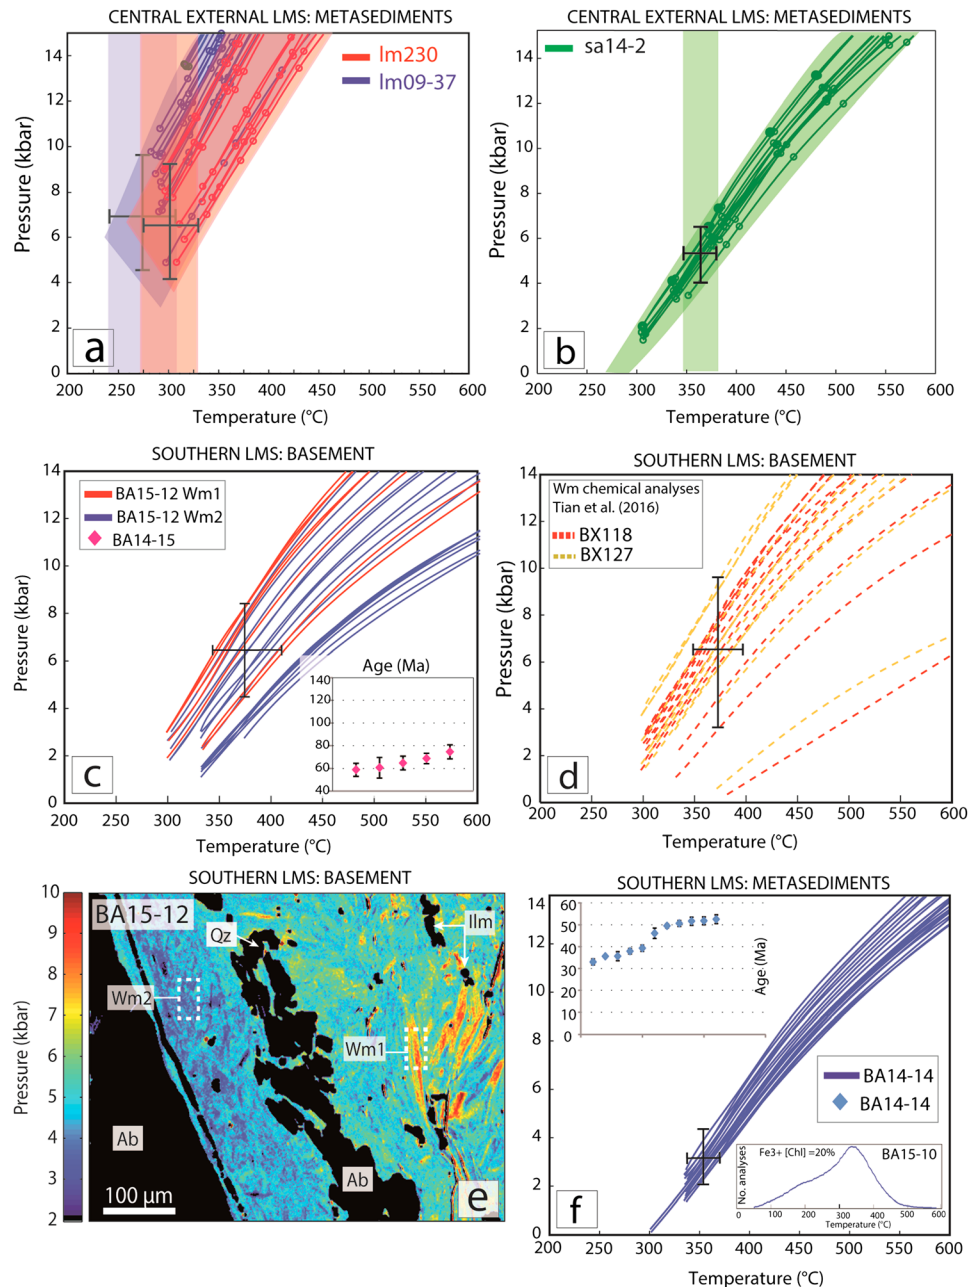 CENTRAL EXTERNAL LMS: METASEDIMENTS
lm230
lm09-37
Pressure (kbar)
14
12
10
8
6
4
2
0
a
200 250 300 350 400 450 500 550 600
Temperature (°C)
CENTRAL EXTERNAL LMS: METASEDIMENTS
sa14-2
Pressure (kbar)
14
12
10
8
6
4
2
0
b
200 300 350 400 450 500 550 600
Temperature (°C)
SOUTHERN LMS: BASEMENT
BA15-12 Wm1
BA15-12 Wm2
BA14-15
Pressure (kbar)
14
12
10
8
6
4
2
0
Age (Ma)
140
120
100
80
60
40
c
200 250 300 350 400 450 500 550 600
Temperature (°C)
SOUTHERN LMS: BASEMENT
Wm chemical analyses
Tian et al. (2016)
BX118
BX127
Pressure (kbar)
14
12
10
8
6
4
2
0
d
200 250 300 350 400 450 500 550 600
Temperature (°C)
SOUTHERN LMS: BASEMENT
Pressure (kbar)
10
9
8
7
6
5
4
3
2
BA15-12
Qz
Ilm
Wm2
Wm1
Ab
Ab
100 µm
e
SOUTHERN LMS: METASEDIMENTS
Pressure (kbar)
14
12
8
6
4
2
0
60
50
40
30
20
10
0
Age (Ma)
BA14-14
BA14-14
Fe3+ [Chl] =20%
BA15-10
No. analyses
0 100 200 300 400 500 600
Temperature (°C)
f
200 250 300 350 400 450 500 550 600
Temperature (°C)